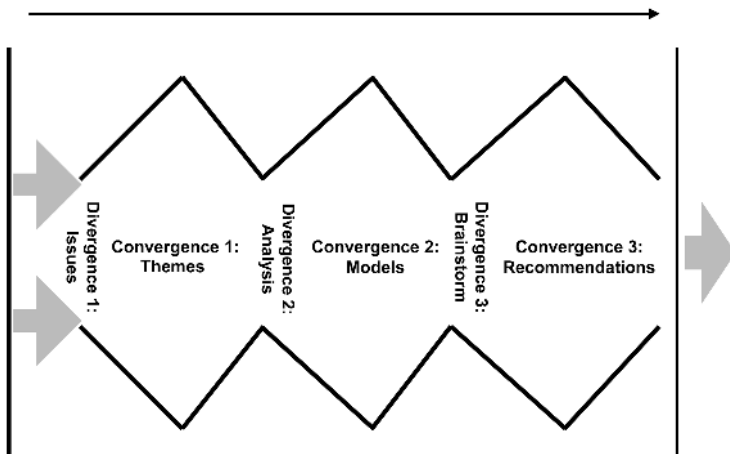 Divergence 1:
Issues
Convergence 1:
Themes
Divergence 2:
Analysis
Convergence 2:
Models
Divergence 3:
Brainstorm
Convergence 3:
Recommendations